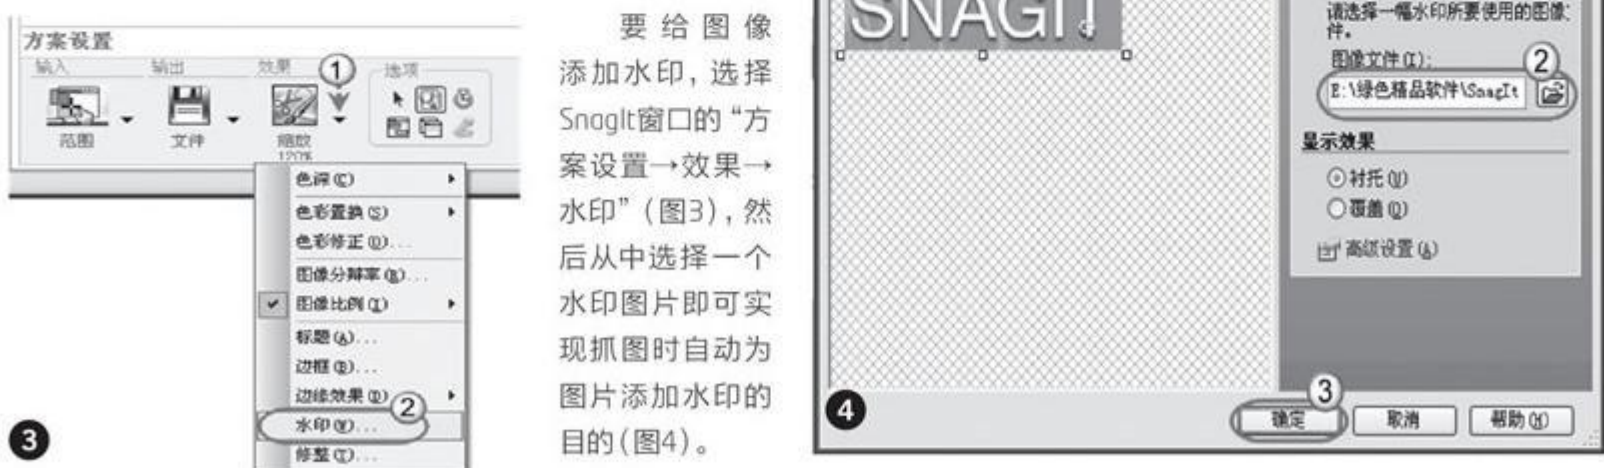 方案设置
输入 输出 效果 ① 选项
范围 文件 缩放
120%
色深(C)
色彩置换(S)
色彩修正(O)...
图像分辨率(R)...
图像比例(I)
标题(A)...
边框(B)...
边缘效果(D)
水印(W)... ②
修整(T)...
3
要给图像
添加水印，选择
SnagIt窗口的“方
案设置→效果→
水印”（图3），然
后从中选择一个
水印图片即可实
现抓图时自动为
图片添加水印的
目的（图4）。
SNAGIT
请选择一幅水印所要使用的图像
件。
图像文件(I): ②
E:\绿色精品软件\SnagIt
显示效果
衬托(U)
覆盖(O)
高级设置(A)
4
③
确定 取消 帮助(H)